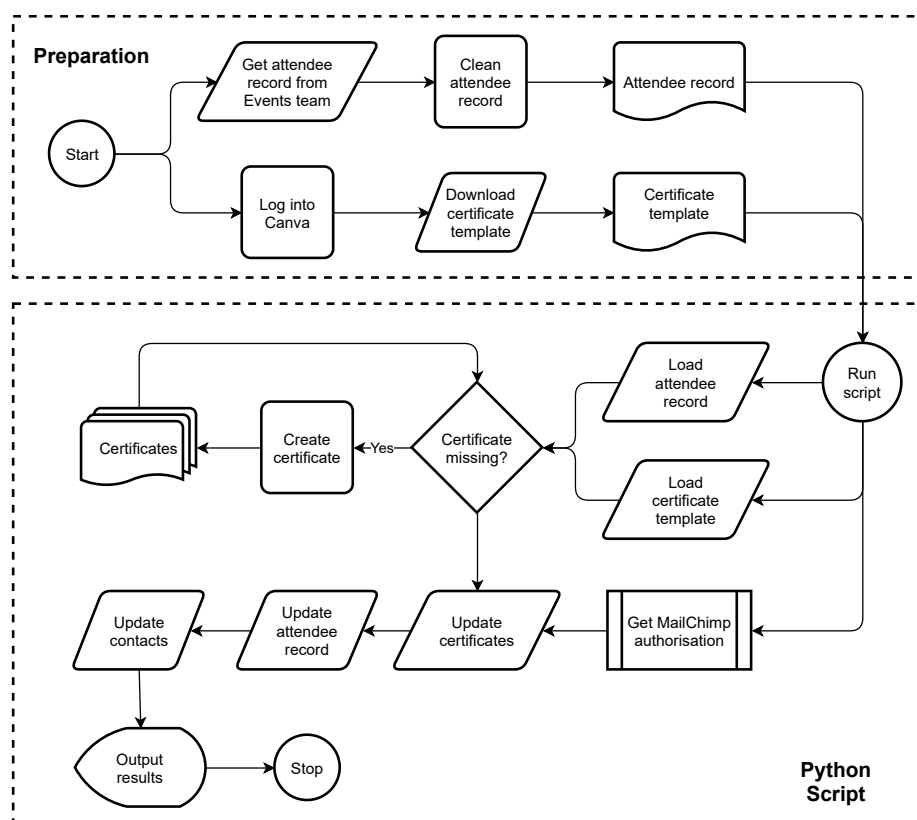 Preparation
Get attendee
record from
Events team
Clean
attendee
record
Attendee record
Start
Log into
Canva
Download
certificate
template
Certificate
template
Load
attendee
record
Run
script
Certificates
Create
certificate
Yes
Certificate
missing?
Load
certificate
template
Update
contacts
Update
attendee
record
Update
certificates
Get MailChimp
authorisation
Output
results
Stop
Python
Script